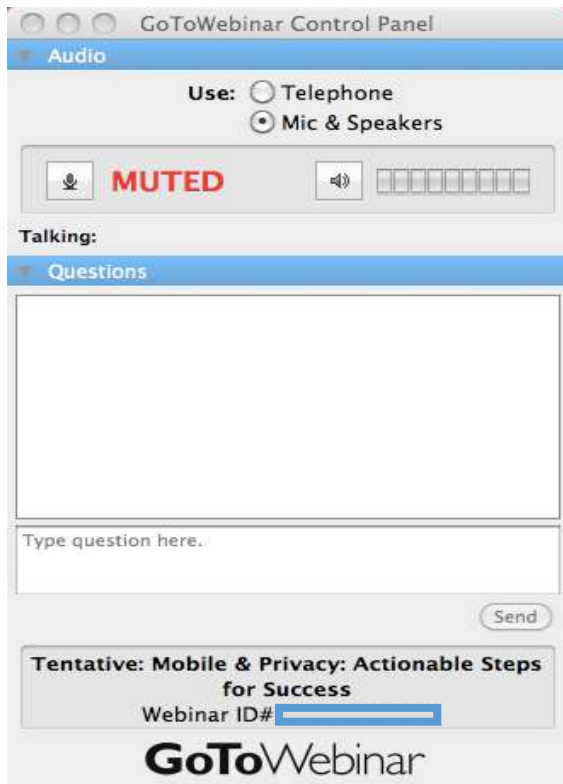 GoToWebinar Control Panel
Audio
Use: Telephone
Mic & Speakers
MUTED
Talking:
Questions
Type question here.
Send
Tentative: Mobile & Privacy: Actionable Steps
for Success
Webinar ID#
GoToWebinar